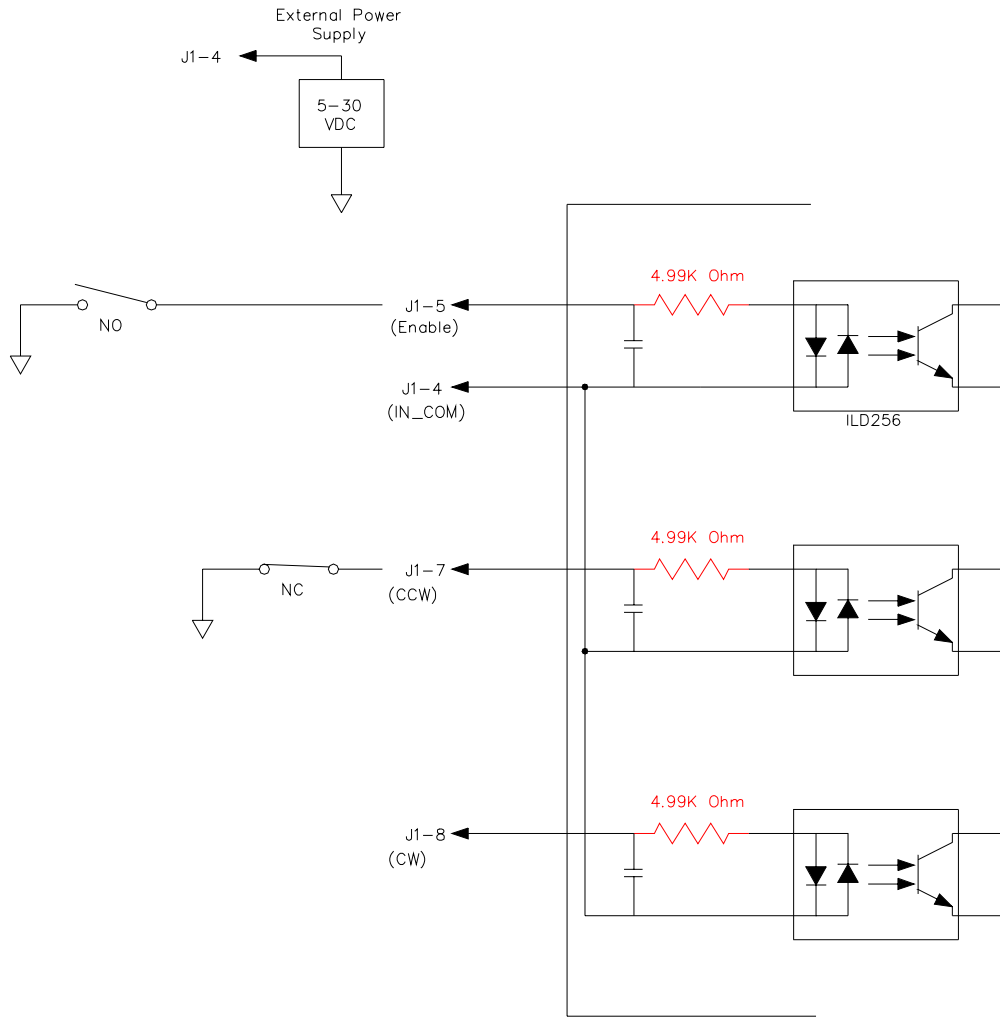 External Power
Supply
J1-4
5-30
VDC
4.99K Ohm
NO
J1-5
(Enable)
J1-4
(IN_COM)
ILD256
4.99K Ohm
NC
J1-7
(CCW)
4.99K Ohm
J1-8
(CW)